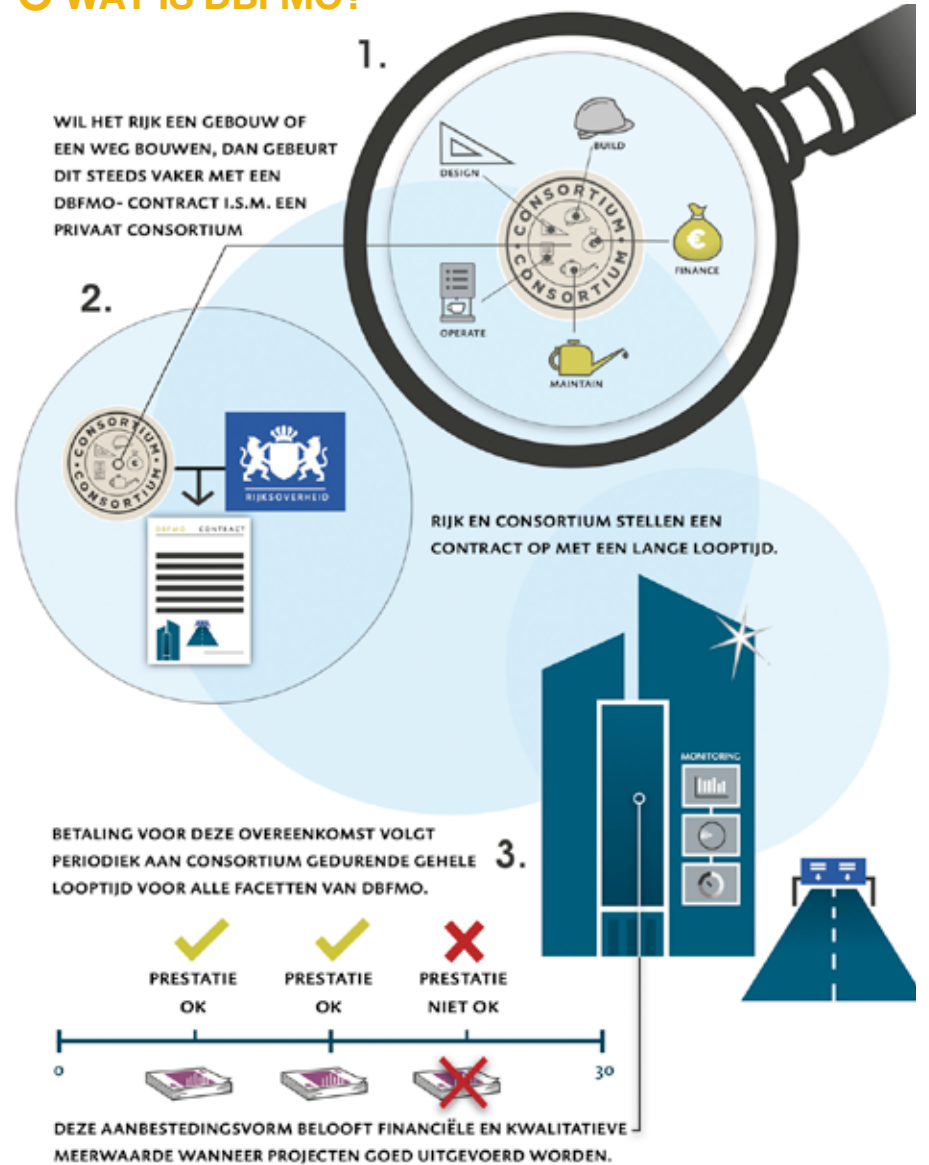 WAT IS DBFMO?
1.
WIL HET RIJK EEN GEBOUW OF
EEN WEG BOUWEN, DAN GEBEURT
DIT STEEDS VAKER MET EEN
DBFMO- CONTRACT I.S.M. EEN
PRIVAAT CONSORTIUM
BUILD
DESIGN
CONSORTIUM • CONSORTIUM •
FINANCE
OPERATE
MAINTAIN
2.
CONSORTIUM • CONSORTIUM •
RIJKSOVERHEID
DBFMO CONTRACT
RIJK EN CONSORTIUM STELLEN EEN
CONTRACT OP MET EEN LANGE LOOPTIJD.
MONITORING
BETALING VOOR DEZE OVEREENKOMST VOLGT
PERIODIEK AAN CONSORTIUM GEDURENDE GEHELE
LOOPTIJD VOOR ALLE FACETTEN VAN DBFMO.
3.
PRESTATIE
OK
PRESTATIE
OK
PRESTATIE
NIET OK
0
30
DEZE AANBESTEDINGSVORM BELOOFT FINANCIËLE EN KWALITATIEVE
MEERWAARDE WANNEER PROJECTEN GOED UITGEVOERD WORDEN.